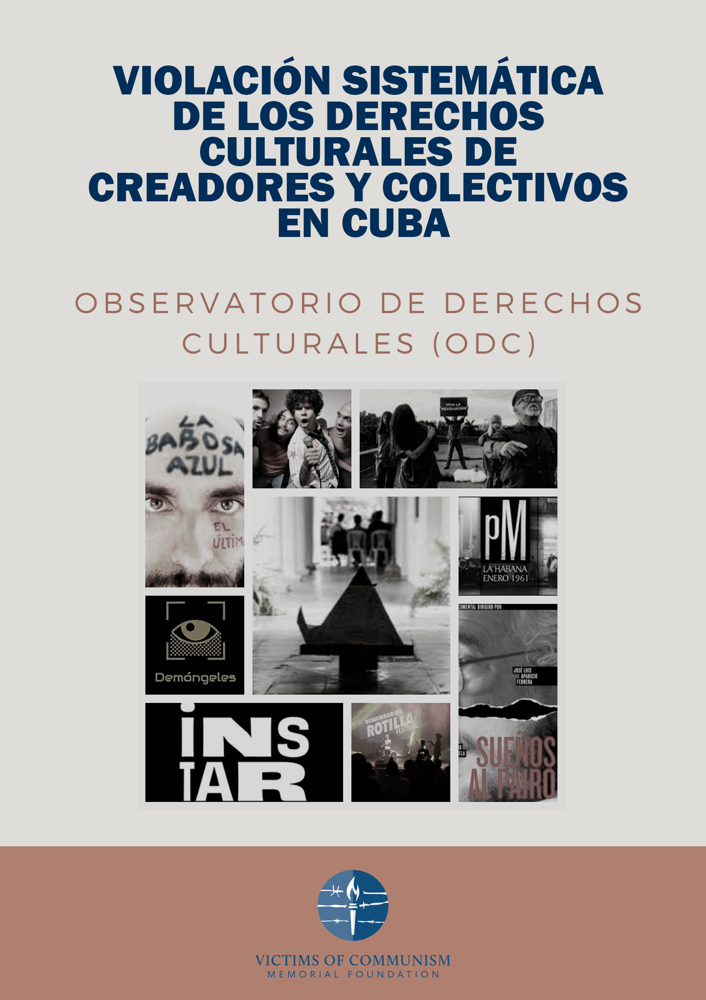 VIOLACIÓN SISTEMÁTICA
DE LOS DERECHOS
CULTURALES DE
CREADORES Y COLECTIVOS
EN CUBA
OBSERVATORIO DE DERECHOS
CULTURALES (ODC)
LA
BABOSA
AZUL
EL
ÚLTIM
VIVA LA
REVOLUCIÓN
PM
LA HABANA
ENERO 1961
Demóngeles
UMENTAL DIRIGIDO POR
JOSÉ LUIS
APARICIO
FERRERA
ELA
SUEÑOS
AL PAIRO
iNS
TAR
REMEMBERING
ROTILLA
FESTIVAL
VICTIMS OF COMMUNISM
MEMORIAL FOUNDATION